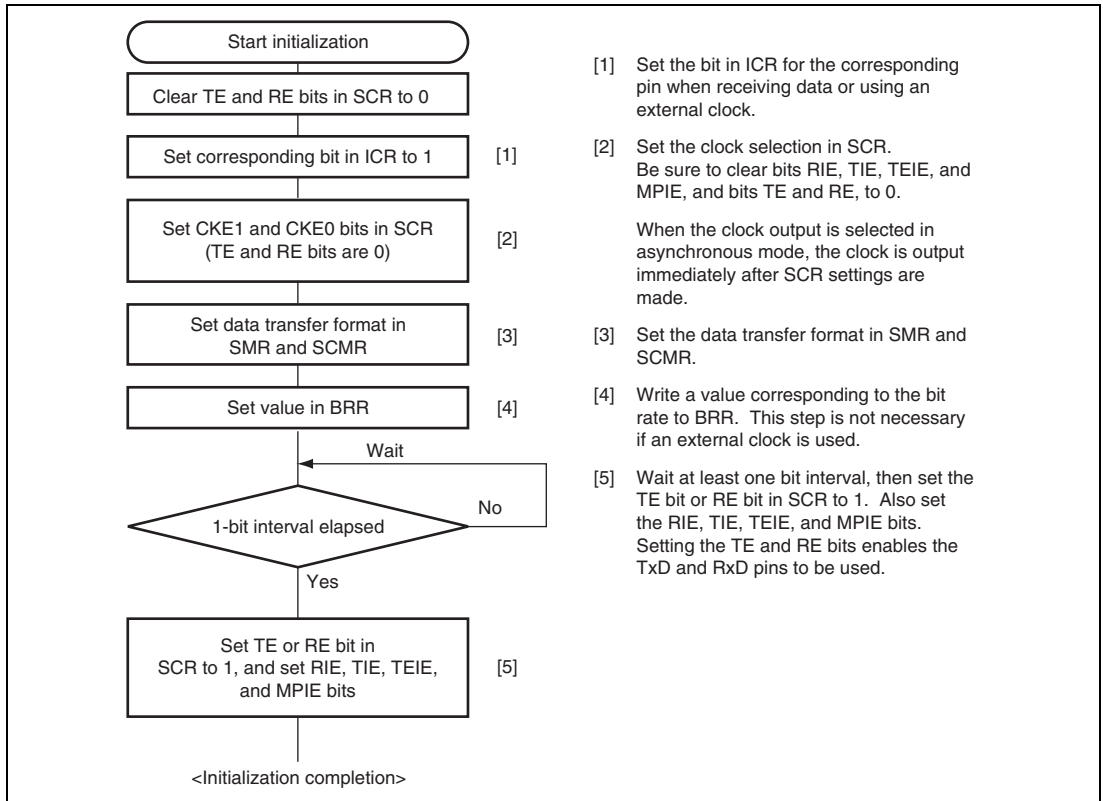 Start initialization
Clear TE and RE bits in SCR to 0
Set corresponding bit in ICR to 1
[1]
Set CKE1 and CKE0 bits in SCR
(TE and RE bits are 0)
[2]
Set data transfer format in
SMR and SCMR
[3]
Set value in BRR
[4]
Wait
1-bit interval elapsed
No
Yes
Set TE or RE bit in
SCR to 1, and set RIE, TIE, TEIE,
and MPIE bits
[5]
<Initialization completion>
[1] Set the bit in ICR for the corresponding
pin when receiving data or using an
external clock.
[2] Set the clock selection in SCR.
Be sure to clear bits RIE, TIE, TEIE, and
MPIE, and bits TE and RE, to 0.
When the clock output is selected in
asynchronous mode, the clock is output
immediately after SCR settings are
made.
[3] Set the data transfer format in SMR and
SCMR.
[4] Write a value corresponding to the bit
rate to BRR. This step is not necessary
if an external clock is used.
[5] Wait at least one bit interval, then set the
TE bit or RE bit in SCR to 1. Also set
the RIE, TIE, TEIE, and MPIE bits.
Setting the TE and RE bits enables the
TxD and RxD pins to be used.